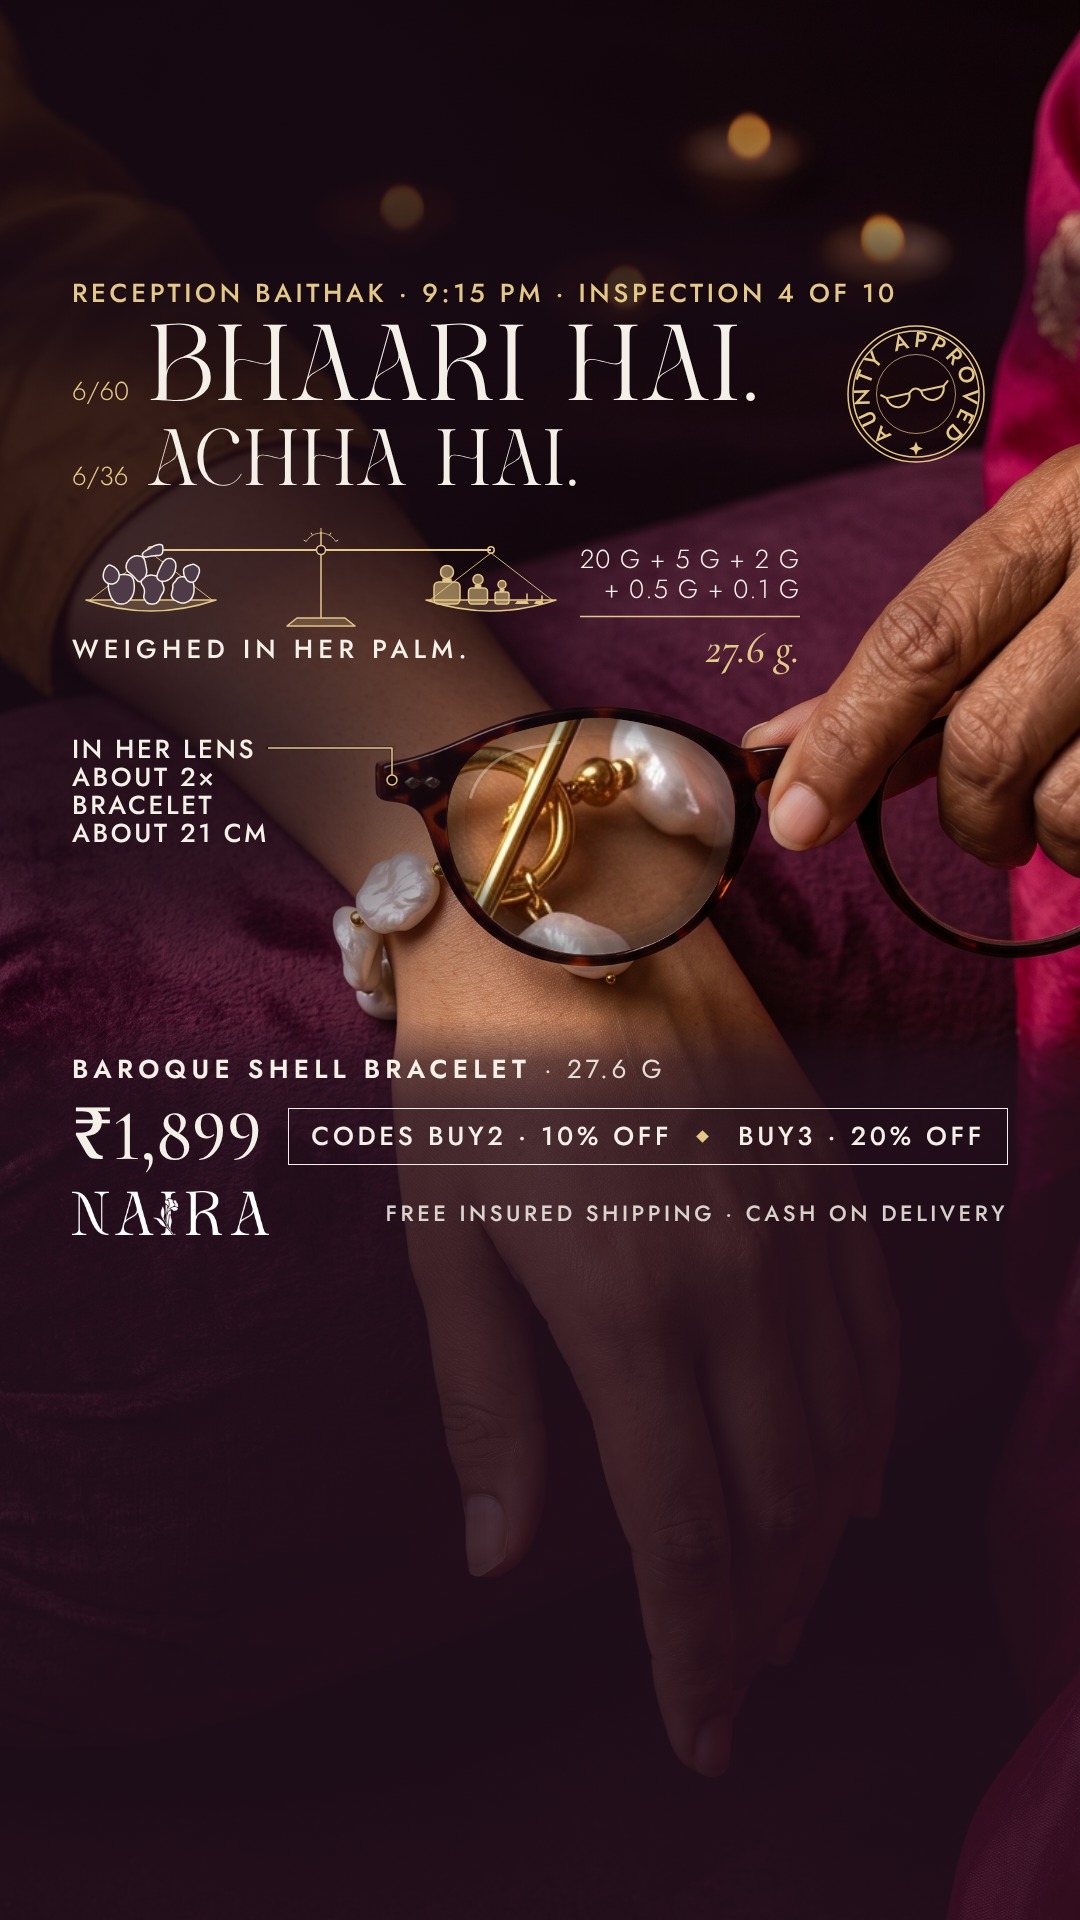 RECEPTION BAITHAK · 9:15 PM · INSPECTION 4 OF 10
6/60 BHAARI HAI.
AUNTY APPROVED
6/36 ACHHA HAI.
20 G + 5 G + 2 G
+ 0.5 G + 0.1 G
27.6 g.
WEIGHED IN HER PALM.
IN HER LENS
ABOUT 2×
BRACELET
ABOUT 21 CM
BAROQUE SHELL BRACELET · 27.6 G
₹1,899
CODES BUY2 · 10% OFF ◆ BUY3 · 20% OFF
NAIRA
FREE INSURED SHIPPING · CASH ON DELIVERY